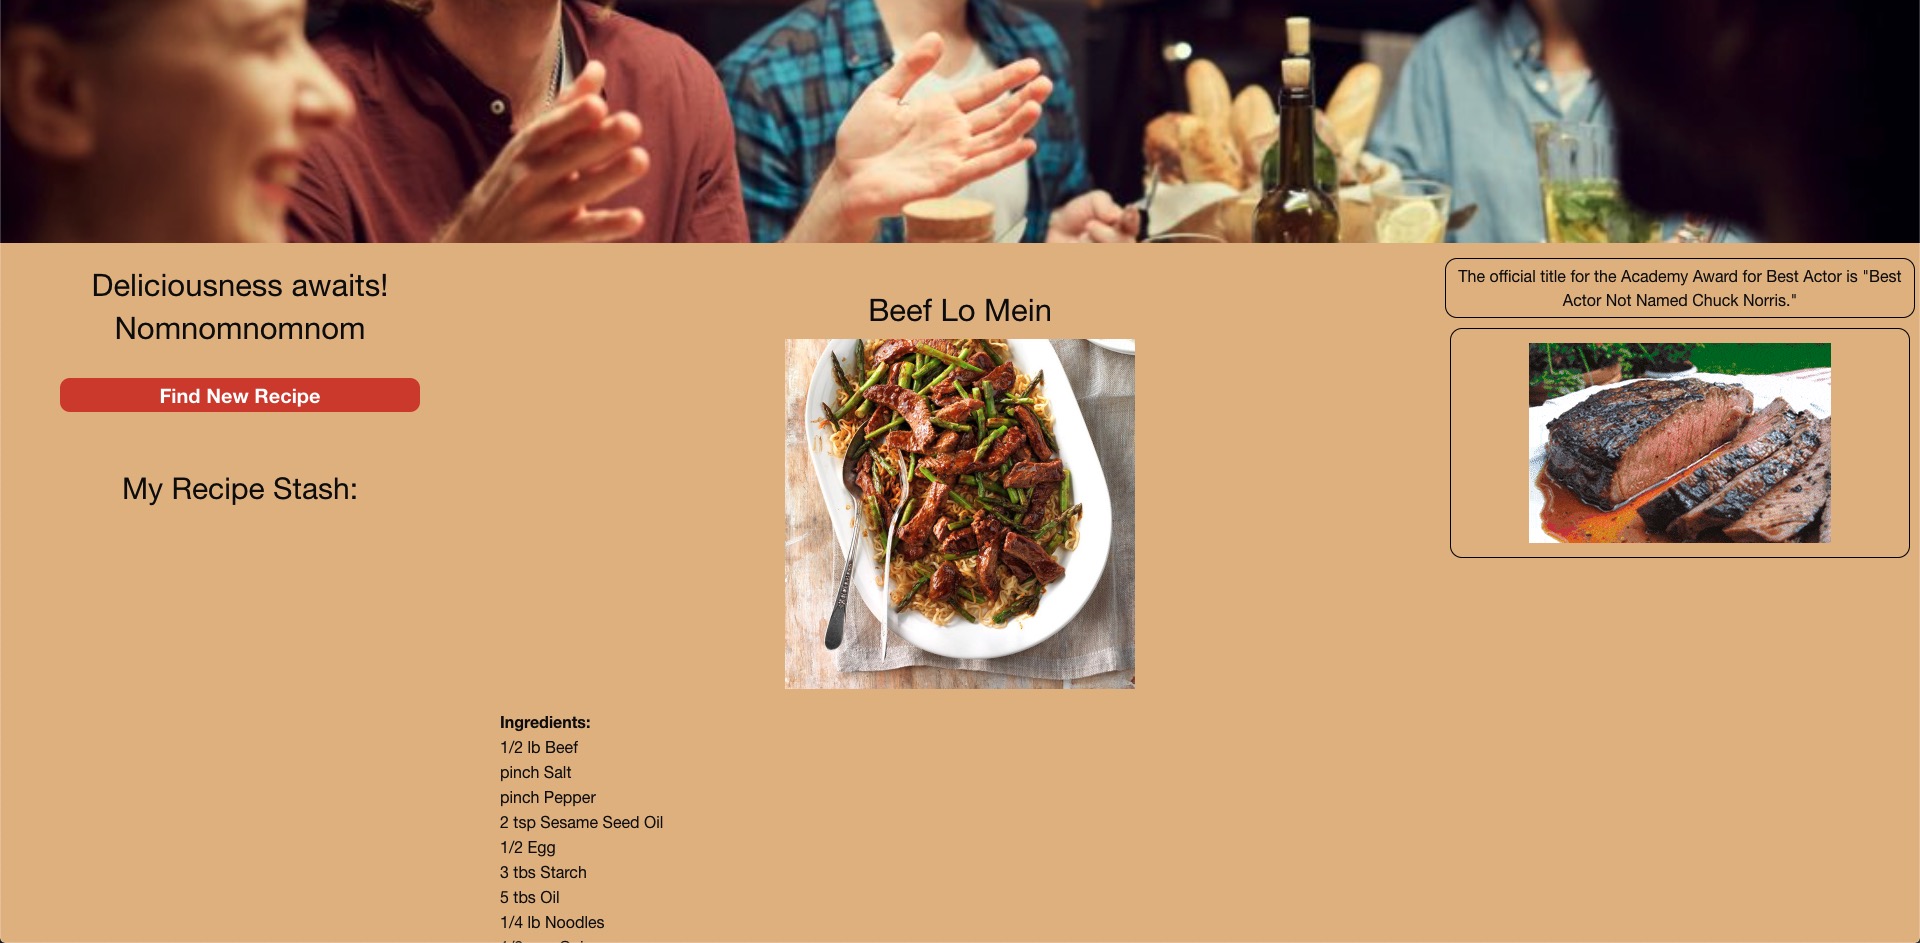 Deliciousness awaits!
Nomnomnomnom
Find New Recipe
My Recipe Stash:
Beef Lo Mein
Ingredients:
1/2 lb Beef
pinch Salt
pinch Pepper
2 tsp Sesame Seed Oil
1/2 Egg
3 tbs Starch
5 tbs Oil
1/4 lb Noodles
The official title for the Academy Award for Best Actor is "Best
Actor Not Named Chuck Norris."